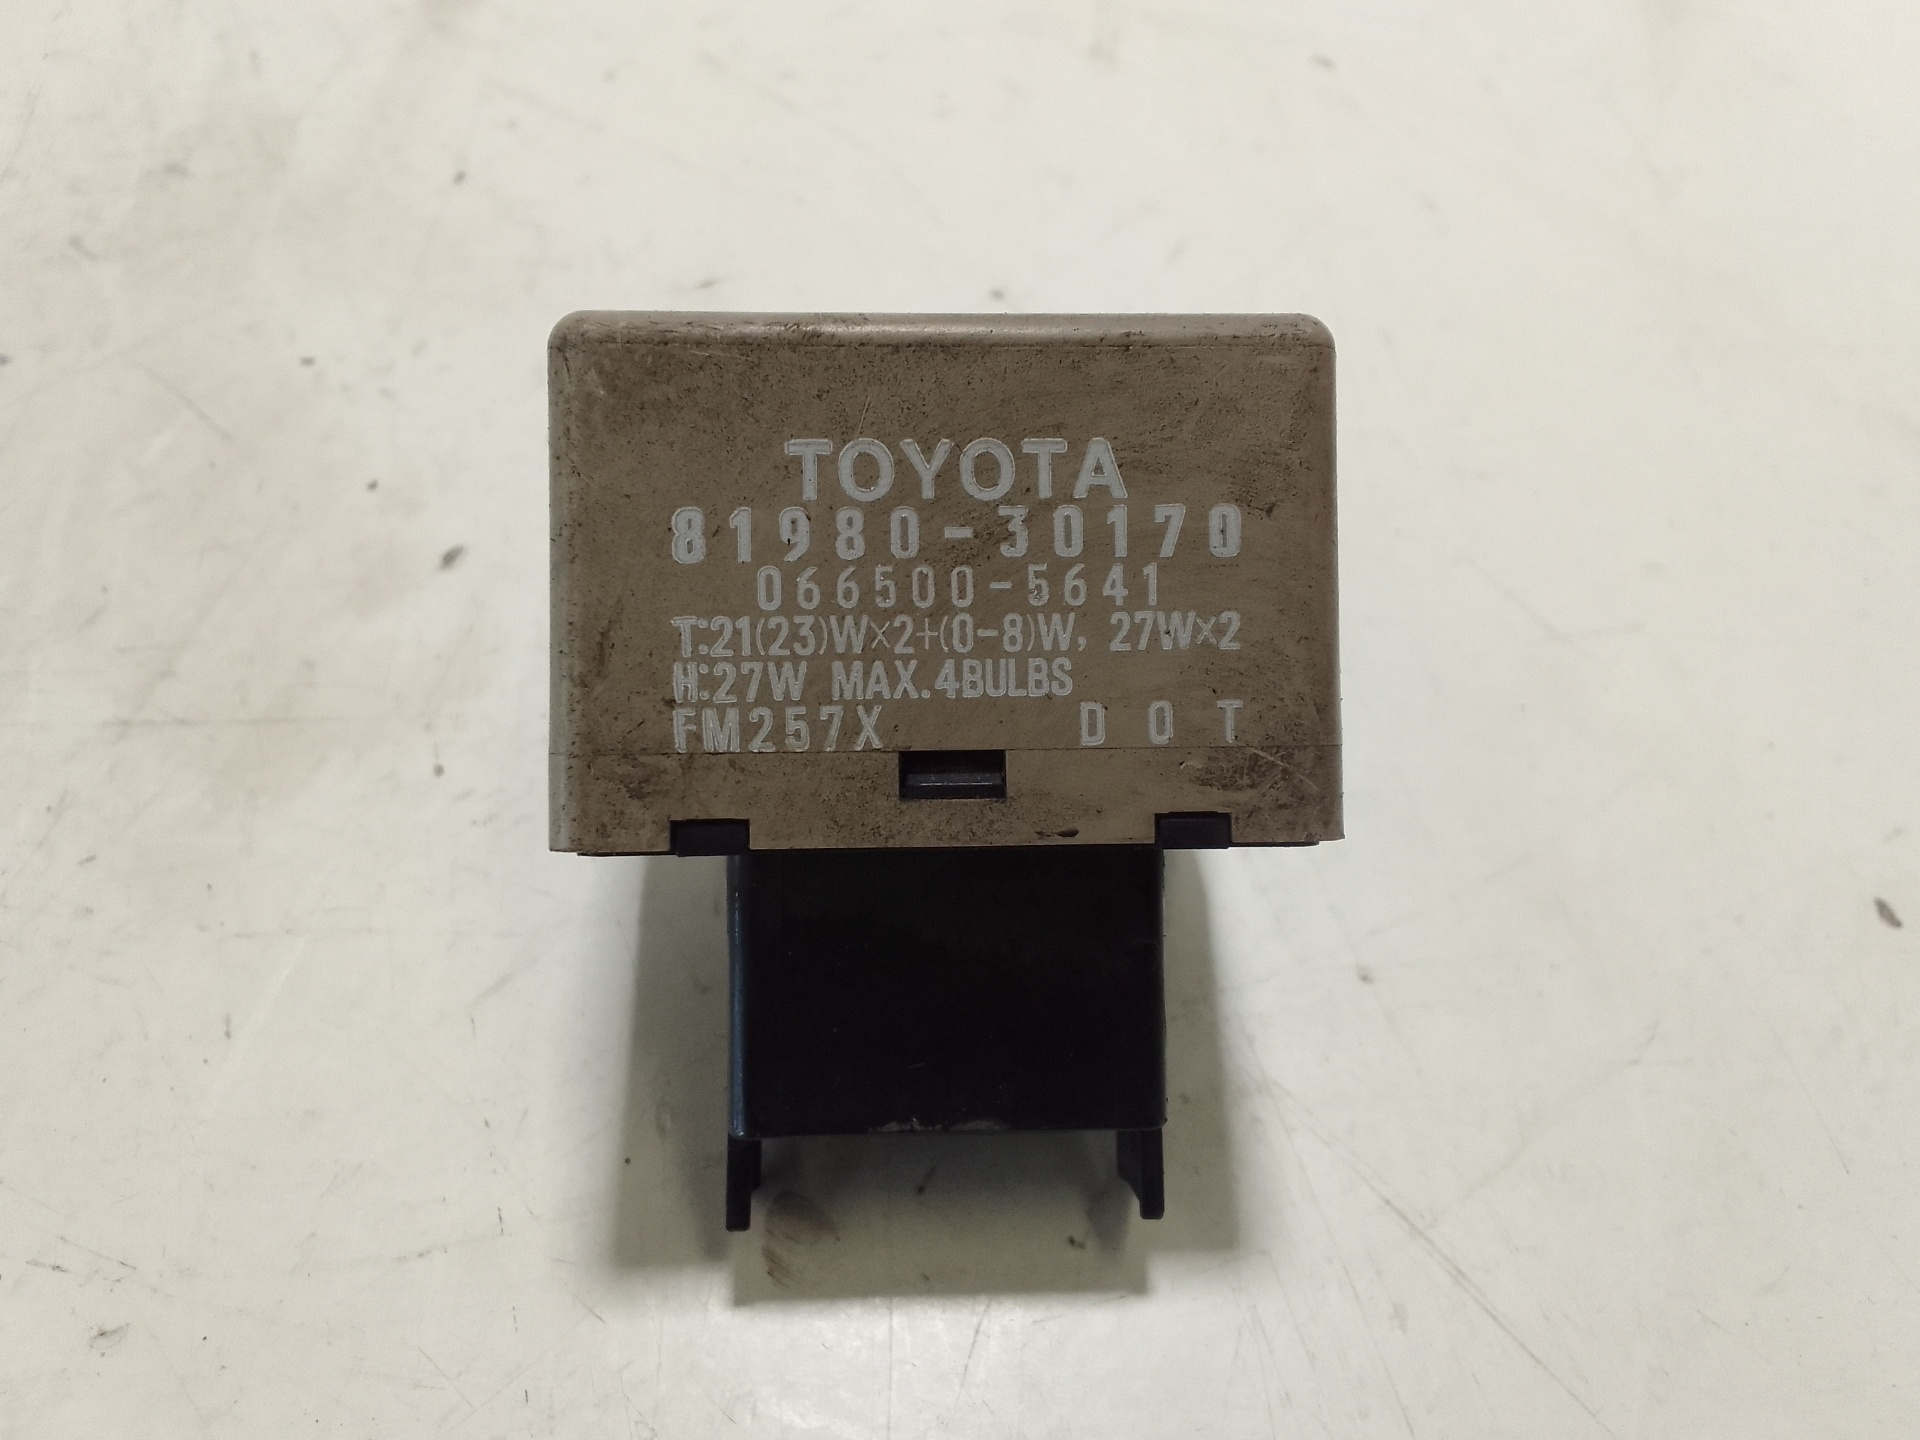 TOYOTA
81980-30170
066500-5641
T:21(23)W×2+(0-8)W, 27W×2
H:27W MAX.4BULBS
FM257X DOT